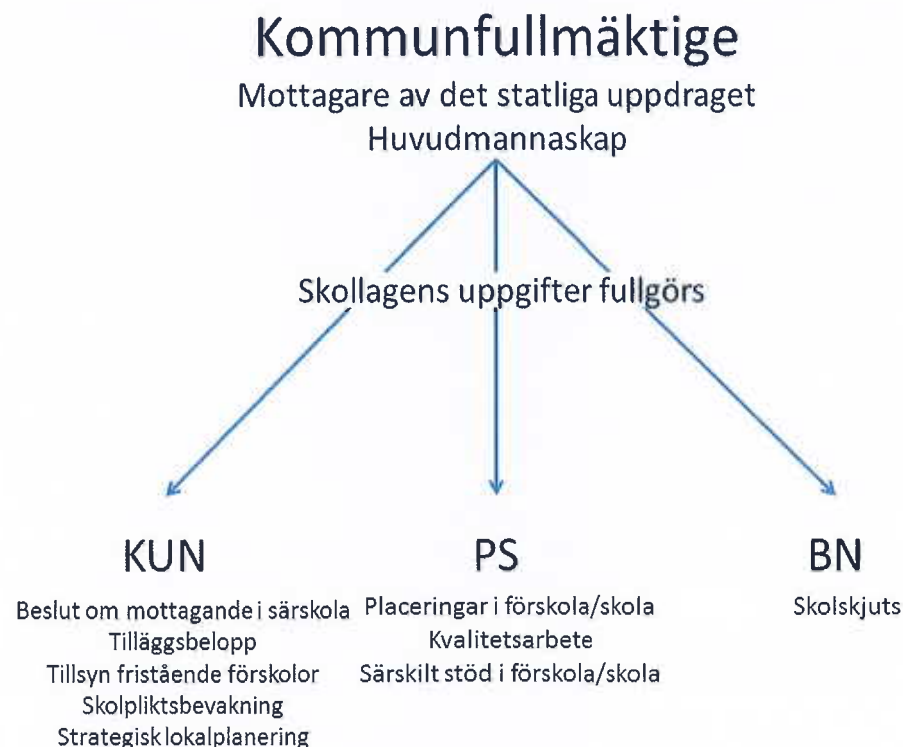 Kommunfullmäktige
Mottagare av det statliga uppdraget
Huvudmannaskap
Skollagens uppgifter fullgörs
KUN
Beslut om mottagande i särskola
Tilläggsbelopp
Tillsyn fristående förskolor
Skolpliktsbevakning
Strategisk lokalplanering
PS
Placeringar i förskola/skola
Kvalitetsarbete
Särskilt stöd i förskola/skola
BN
Skolskjuts